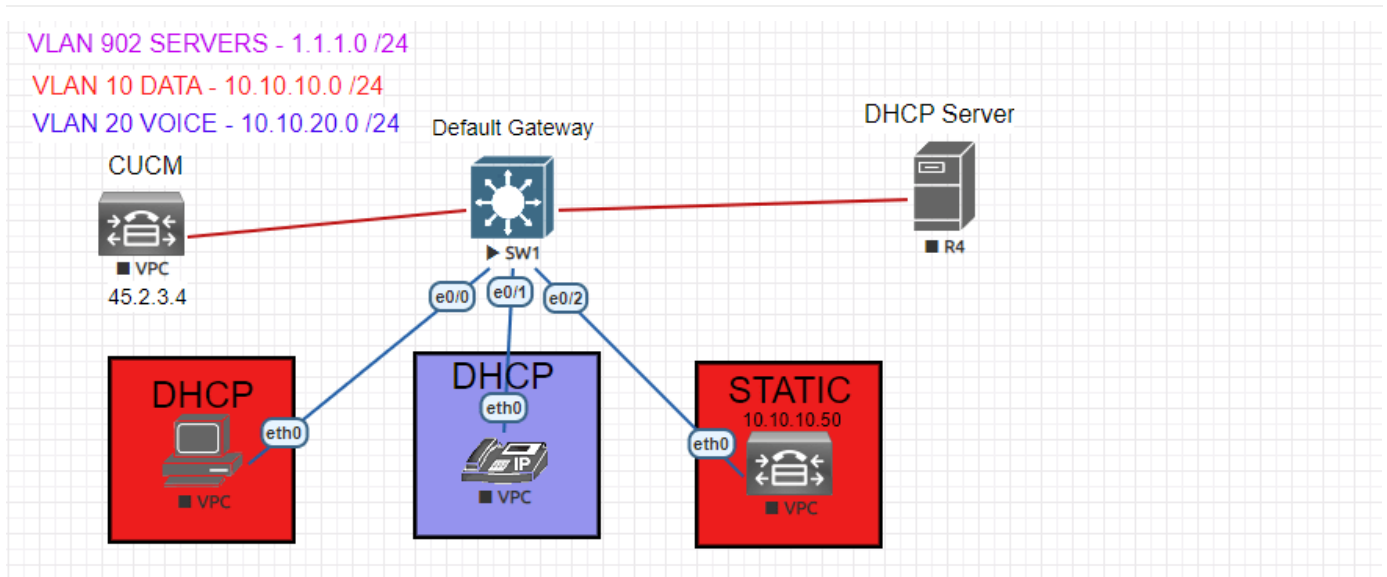 VLAN 902 SERVERS - 1.1.1.0 /24
VLAN 10 DATA - 10.10.10.0 /24
VLAN 20 VOICE - 10.10.20.0 /24
Default Gateway
DHCP Server
CUCM
VPC
45.2.3.4
SW1
R4
e0/0
e0/1
e0/2
DHCP
eth0
VPC
DHCP
eth0
IP
VPC
STATIC
10.10.10.50
eth0
VPC